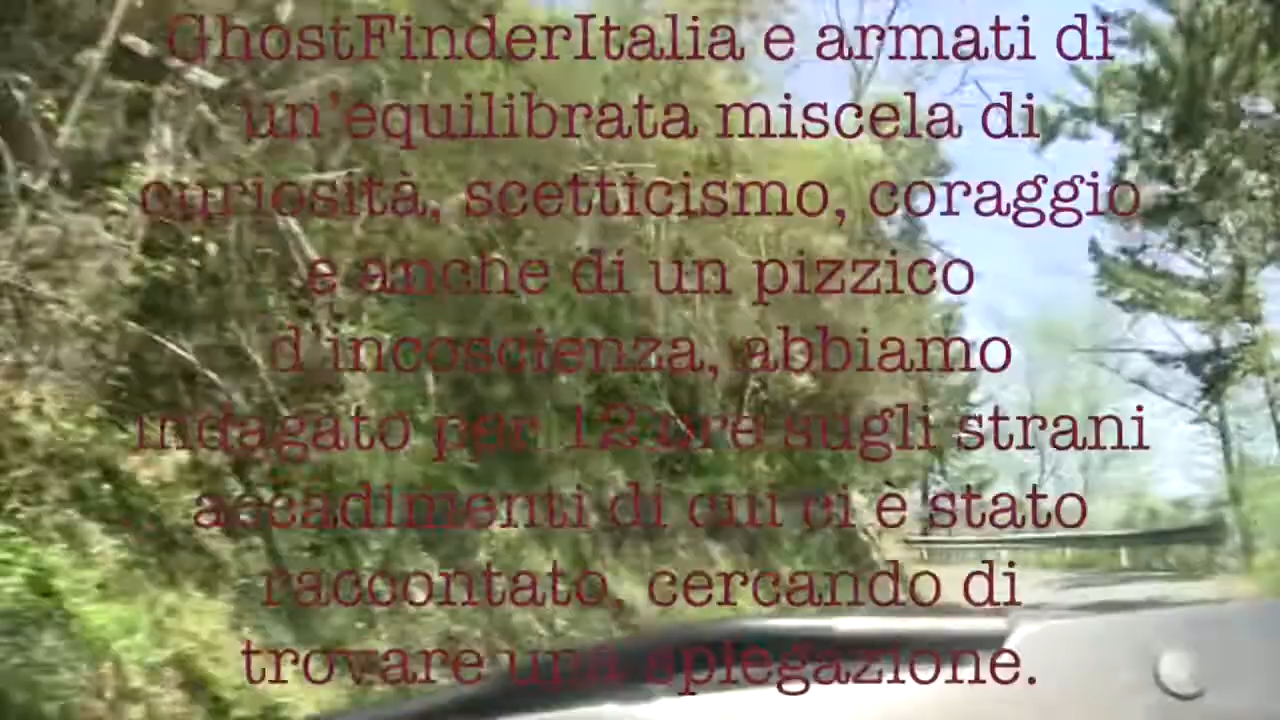 GhostFinderItalia e armati di
un'equilibrata miscela di
curiosità, scetticismo, coraggio
e anche di un pizzico
d'incoscienza, abbiamo
indagato per 12 ore sugli strani
accadimenti di cui ci è stato
raccontato, cercando di
trovare una spiegazione.